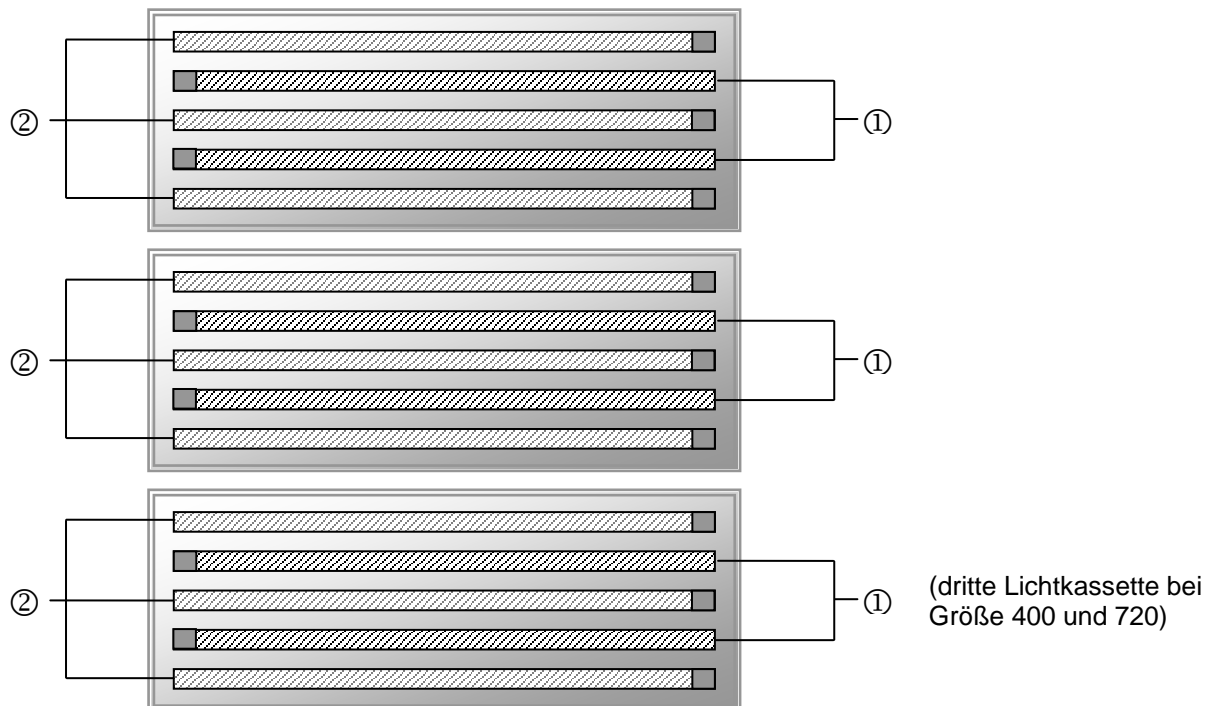 ② ①
② ①
② ①
(dritte Lichtkassette bei
Größe 400 und 720)